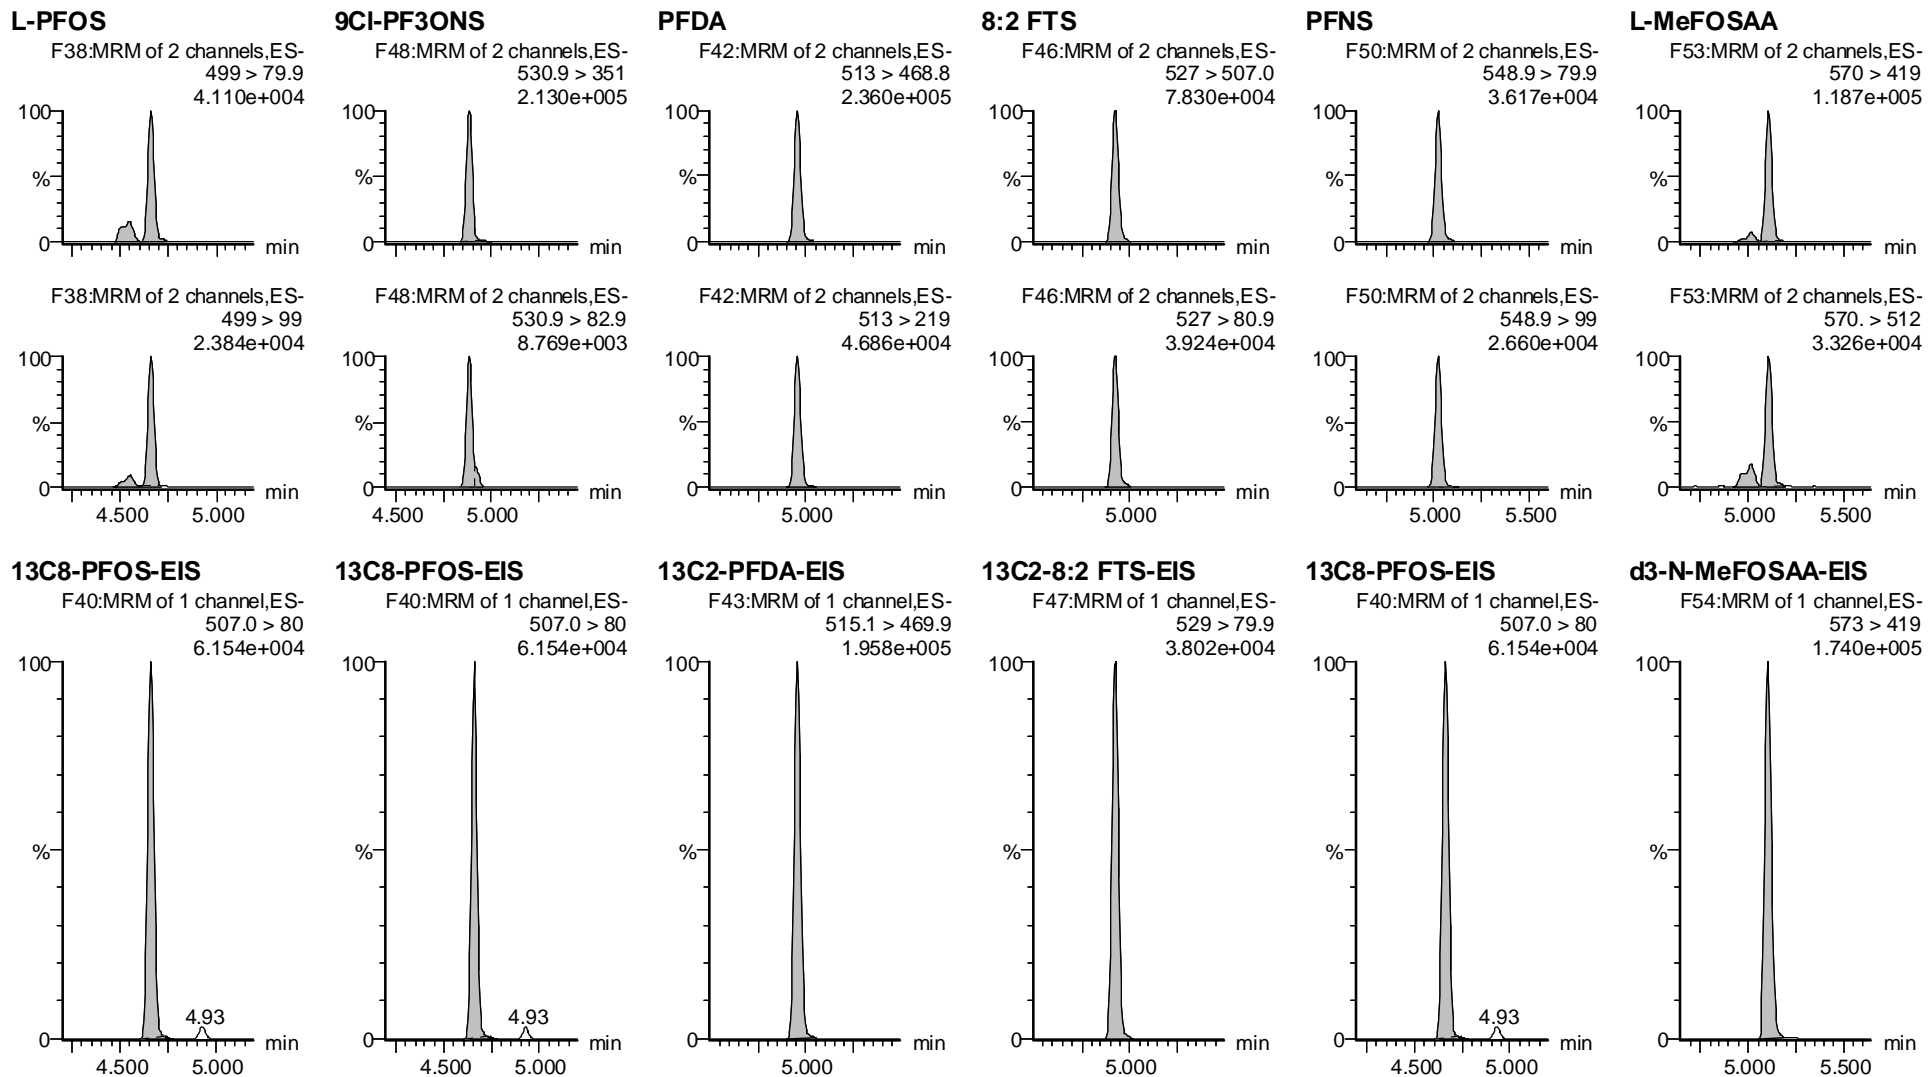 L-PFOS
F38:MRM of 2 channels,ES-
499 > 79.9
4.110e+004
100
%
0
min
9Cl-PF3ONS
F48:MRM of 2 channels,ES-
530.9 > 351
2.130e+005
100
%
0
min
PFDA
F42:MRM of 2 channels,ES-
513 > 468.8
2.360e+005
100
%
0
min
8:2 FTS
F46:MRM of 2 channels,ES-
527 > 507.0
7.830e+004
100
%
0
min
PFNS
F50:MRM of 2 channels,ES-
548.9 > 79.9
3.617e+004
100
%
0
min
L-MeFOSAA
F53:MRM of 2 channels,ES-
570 > 419
1.187e+005
100
%
0
min
F38:MRM of 2 channels,ES-
499 > 99
2.384e+004
100
%
0
min
4.500 5.000
F48:MRM of 2 channels,ES-
530.9 > 82.9
8.769e+003
100
%
0
min
4.500 5.000
F42:MRM of 2 channels,ES-
513 > 219
4.686e+004
100
%
0
min
5.000
F46:MRM of 2 channels,ES-
527 > 80.9
3.924e+004
100
%
0
min
5.000
F50:MRM of 2 channels,ES-
548.9 > 99
2.660e+004
100
%
0
min
5.000 5.500
F53:MRM of 2 channels,ES-
570. > 512
3.326e+004
100
%
0
min
5.000 5.500
13C8-PFOS-EIS
F40:MRM of 1 channel,ES-
507.0 > 80
6.154e+004
100
%
4.93
0
min
4.500 5.000
13C8-PFOS-EIS
F40:MRM of 1 channel,ES-
507.0 > 80
6.154e+004
100
%
4.93
0
min
4.500 5.000
13C2-PFDA-EIS
F43:MRM of 1 channel,ES-
515.1 > 469.9
1.958e+005
100
%
0
min
5.000
13C2-8:2 FTS-EIS
F47:MRM of 1 channel,ES-
529 > 79.9
3.802e+004
100
%
0
min
5.000
13C8-PFOS-EIS
F40:MRM of 1 channel,ES-
507.0 > 80
6.154e+004
100
%
4.93
0
min
4.500 5.000
d3-N-MeFOSAA-EIS
F54:MRM of 1 channel,ES-
573 > 419
1.740e+005
100
%
0
min
5.000 5.500